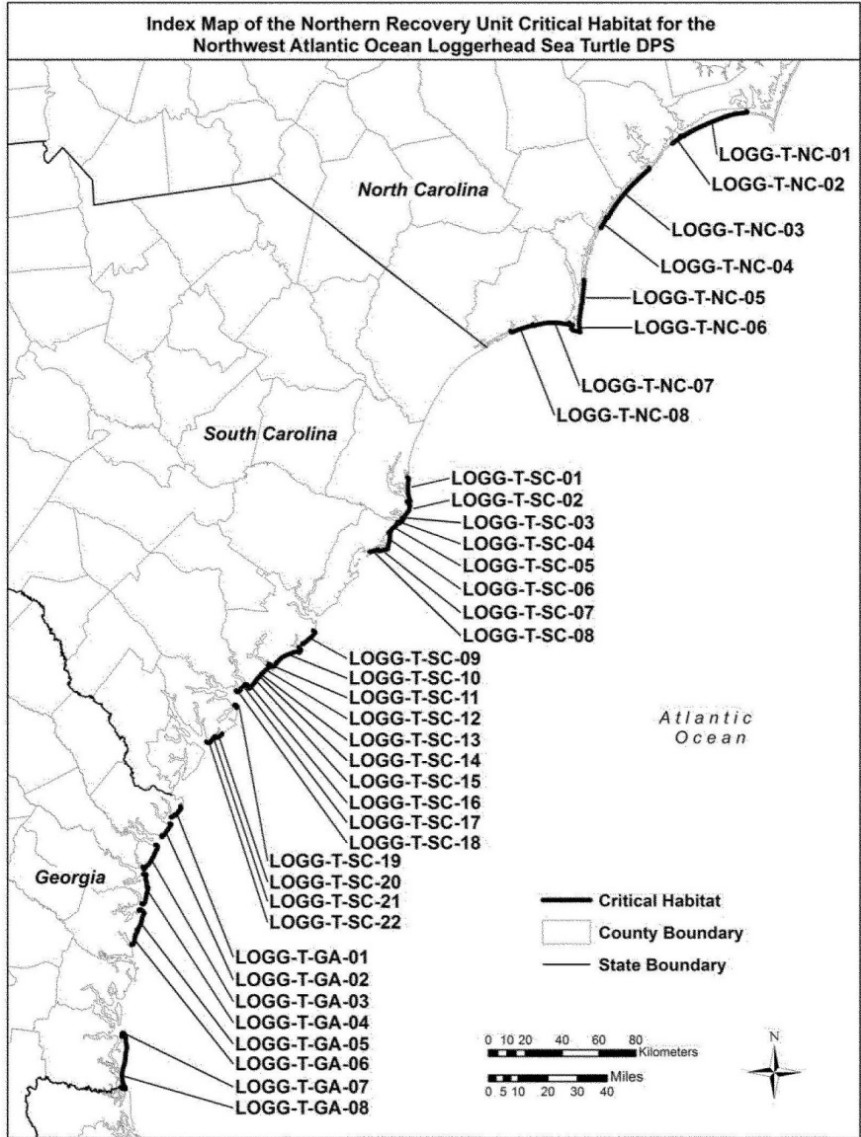 Index Map of the Northern Recovery Unit Critical Habitat for the
Northwest Atlantic Ocean Loggerhead Sea Turtle DPS
LOGG-T-NC-01
LOGG-T-NC-02
North Carolina
LOGG-T-NC-03
LOGG-T-NC-04
LOGG-T-NC-05
LOGG-T-NC-06
LOGG-T-NC-07
LOGG-T-NC-08
South Carolina
LOGG-T-SC-01
LOGG-T-SC-02
LOGG-T-SC-03
LOGG-T-SC-04
LOGG-T-SC-05
LOGG-T-SC-06
LOGG-T-SC-07
LOGG-T-SC-08
LOGG-T-SC-09
LOGG-T-SC-10
LOGG-T-SC-11
LOGG-T-SC-12
LOGG-T-SC-13
LOGG-T-SC-14
LOGG-T-SC-15
LOGG-T-SC-16
LOGG-T-SC-17
LOGG-T-SC-18
Atlantic
Ocean
LOGG-T-SC-19
LOGG-T-SC-20
LOGG-T-SC-21
LOGG-T-SC-22
Georgia
LOGG-T-GA-01
LOGG-T-GA-02
LOGG-T-GA-03
LOGG-T-GA-04
LOGG-T-GA-05
LOGG-T-GA-06
LOGG-T-GA-07
LOGG-T-GA-08
Critical Habitat
County Boundary
State Boundary
0 10 20 40 60 80
Kilometers
Miles
0 5 10 20 30 40
N